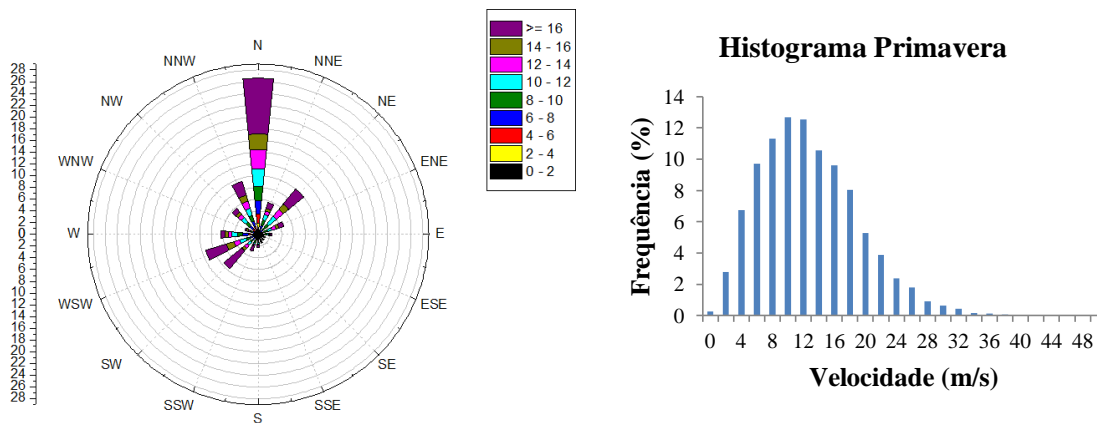 28
26
24
22
20
18
16
14
12
10
8
6
4
2
0
2
4
6
8
10
12
14
16
18
20
22
24
26
28
N
NNE
NE
ENE
E
ESE
SE
SSE
S
SSW
SW
WSW
W
WNW
NW
NNW
>= 16
14 - 16
12 - 14
10 - 12
8 - 10
6 - 8
4 - 6
2 - 4
0 - 2
Histograma Primavera
Frequência (%)
14
12
10
8
6
4
2
0
0 4 8 12 16 20 24 28 32 36 40 44 48
Velocidade (m/s)